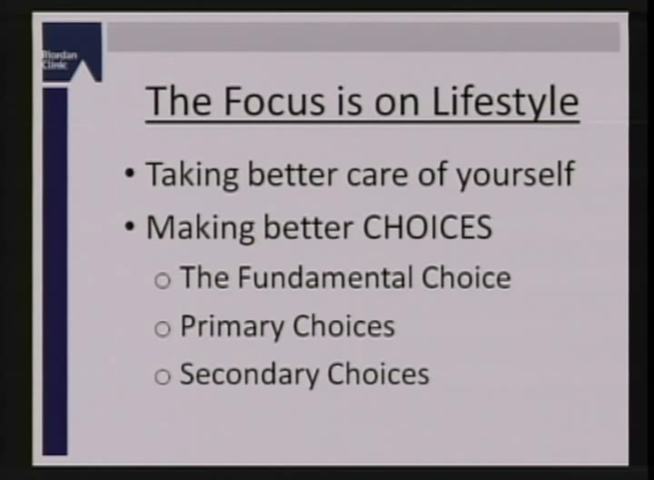 Riordan
Clinic
The Focus is on Lifestyle
• Taking better care of yourself
• Making better CHOICES
o The Fundamental Choice
o Primary Choices
o Secondary Choices